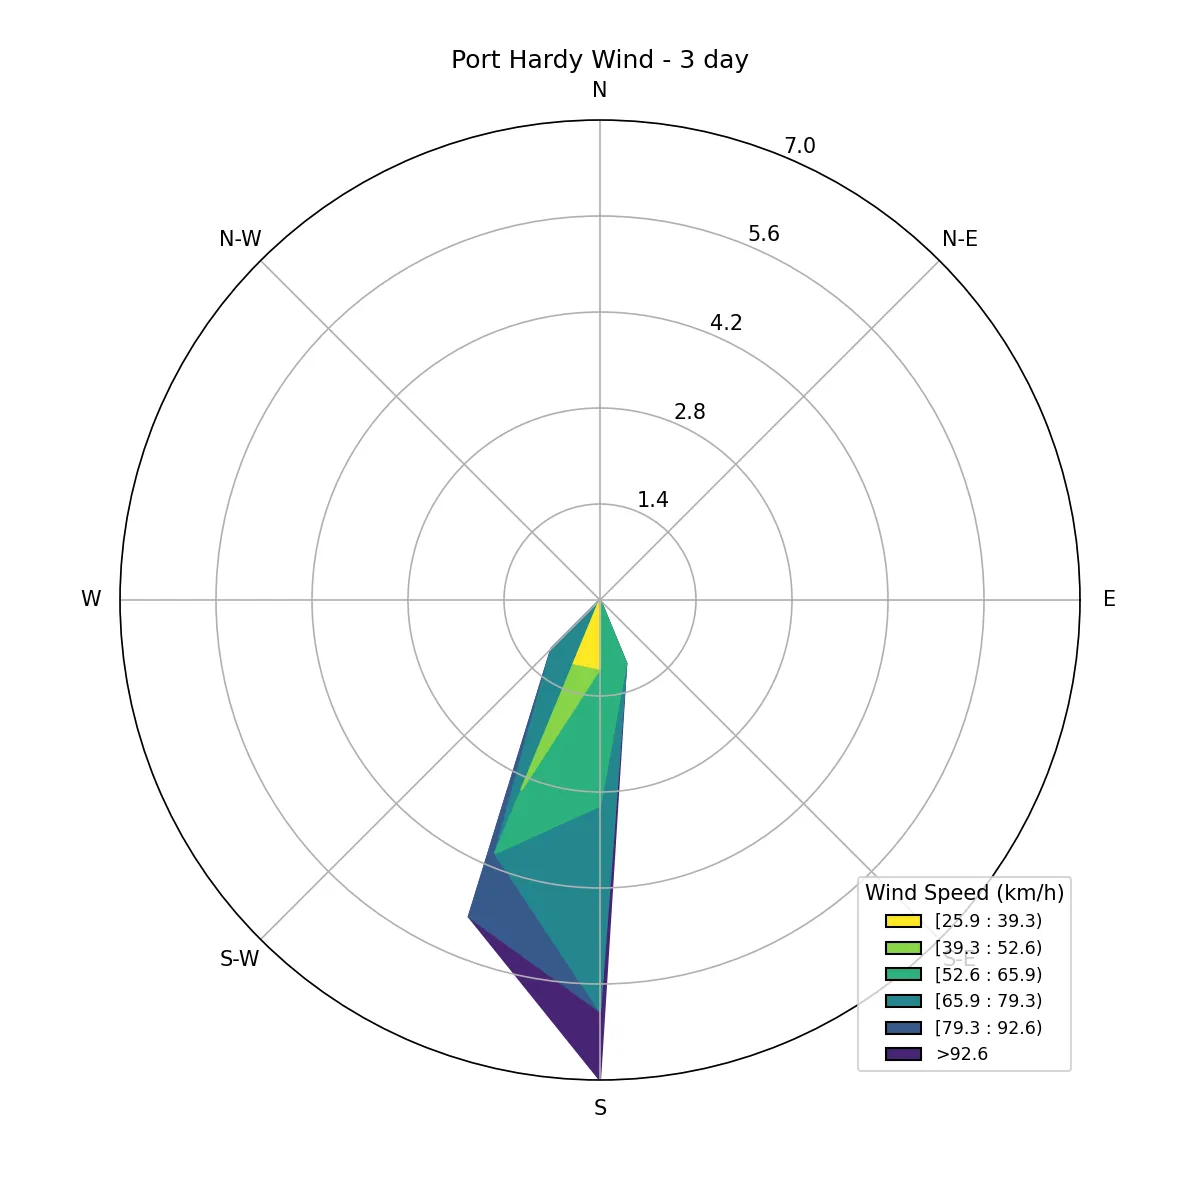 Port Hardy Wind - 3 day
N
7.0
N-W
5.6
N-E
4.2
2.8
1.4
W
E
Wind Speed (km/h)
[25.9 : 39.3)
[39.3 : 52.6)
S-W
S-E
[52.6 : 65.9)
[65.9 : 79.3)
[79.3 : 92.6)
>92.6
S